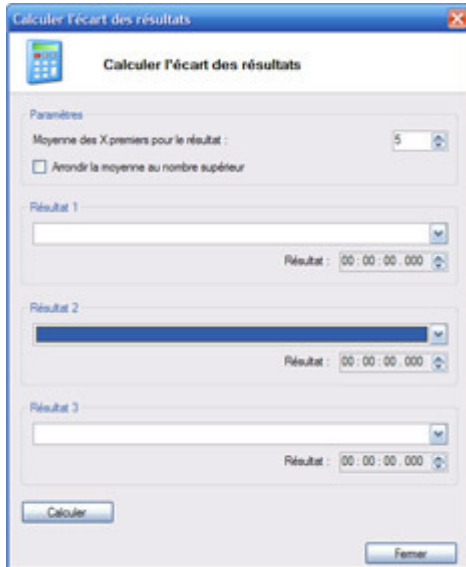 Calculer l'écart des résultats
Calculer l'écart des résultats
Paramètres
Moyenne des X premiers pour le résultat : 5
Arrondir la moyenne au nombre supérieur
Résultat 1
Résultat : 00 : 00 : 00 . 000
Résultat 2
Résultat : 00 : 00 : 00 . 000
Résultat 3
Résultat : 00 : 00 : 00 . 000
Calculer
Fermer